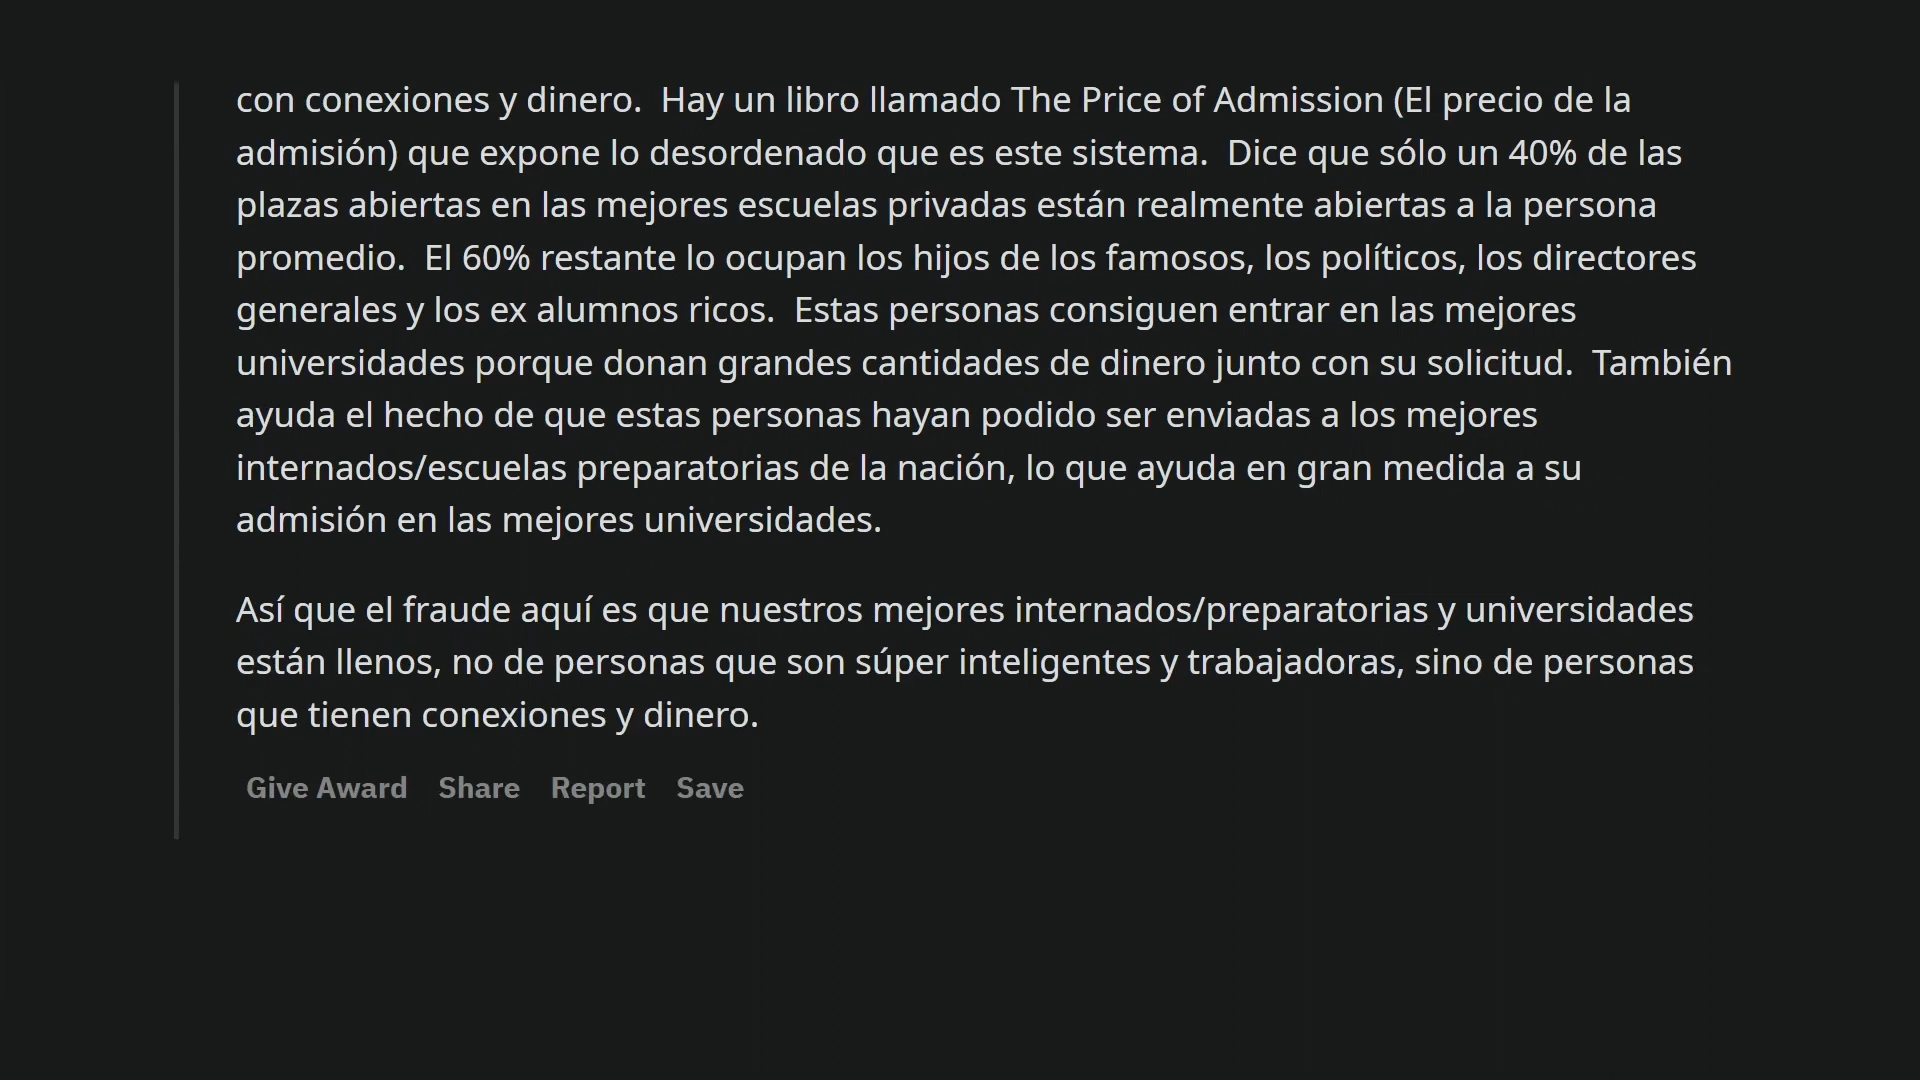 con conexiones y dinero.  Hay un libro llamado The Price of Admission (El precio de la
admisión) que expone lo desordenado que es este sistema.  Dice que sólo un 40% de las
plazas abiertas en las mejores escuelas privadas están realmente abiertas a la persona
promedio.  El 60% restante lo ocupan los hijos de los famosos, los políticos, los directores
generales y los ex alumnos ricos.  Estas personas consiguen entrar en las mejores
universidades porque donan grandes cantidades de dinero junto con su solicitud.  También
ayuda el hecho de que estas personas hayan podido ser enviadas a los mejores
internados/escuelas preparatorias de la nación, lo que ayuda en gran medida a su
admisión en las mejores universidades.
Así que el fraude aquí es que nuestros mejores internados/preparatorias y universidades
están llenos, no de personas que son súper inteligentes y trabajadoras, sino de personas
que tienen conexiones y dinero.
Give Award Share Report Save